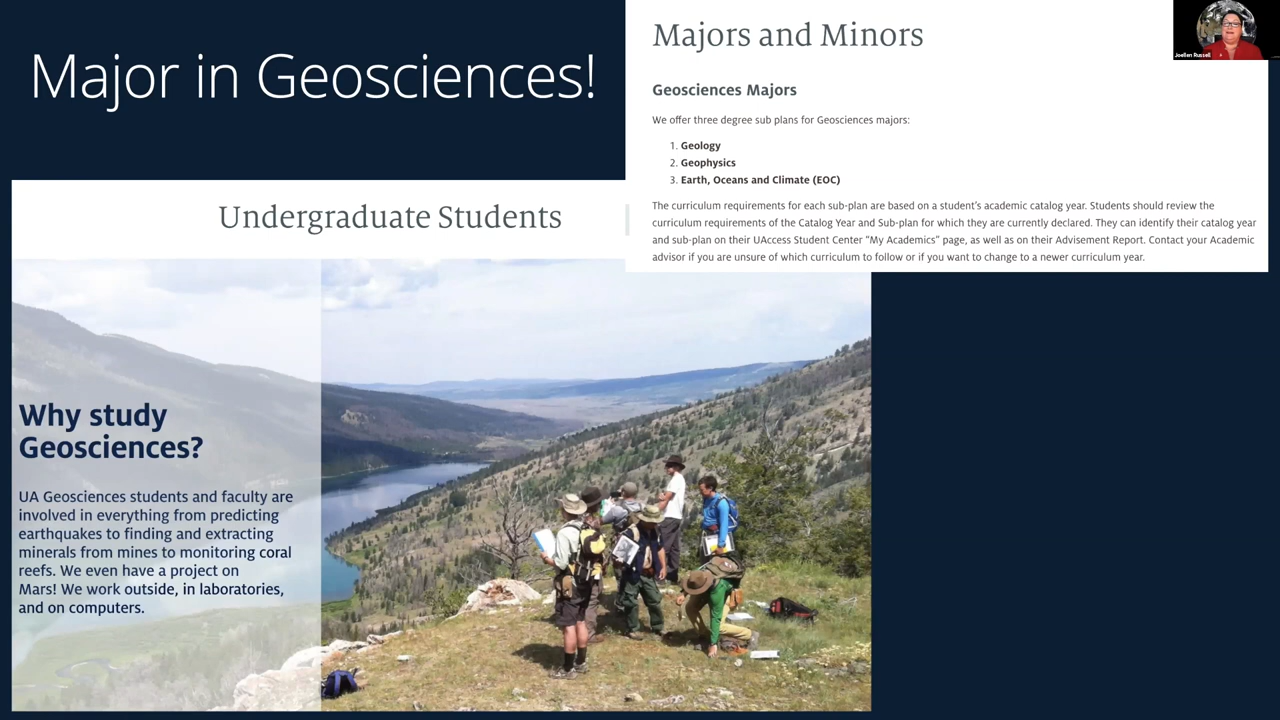 Major in Geosciences!
Majors and Minors
Joellen Russell
Geosciences Majors
We offer three degree sub plans for Geosciences majors:
1. Geology
2. Geophysics
3. Earth, Oceans and Climate (EOC)
The curriculum requirements for each sub-plan are based on a student's academic catalog year. Students should review the
curriculum requirements of the Catalog Year and Sub-plan for which they are currently declared. They can identify their catalog year
and sub-plan on their UAccess Student Center “My Academics” page, as well as on their Advisement Report. Contact your Academic
advisor if you are unsure of which curriculum to follow or if you want to change to a newer curriculum year.
Undergraduate Students
Why study
Geosciences?
UA Geosciences students and faculty are
involved in everything from predicting
earthquakes to finding and extracting
minerals from mines to monitoring coral
reefs. We even have a project on
Mars! We work outside, in laboratories,
and on computers.